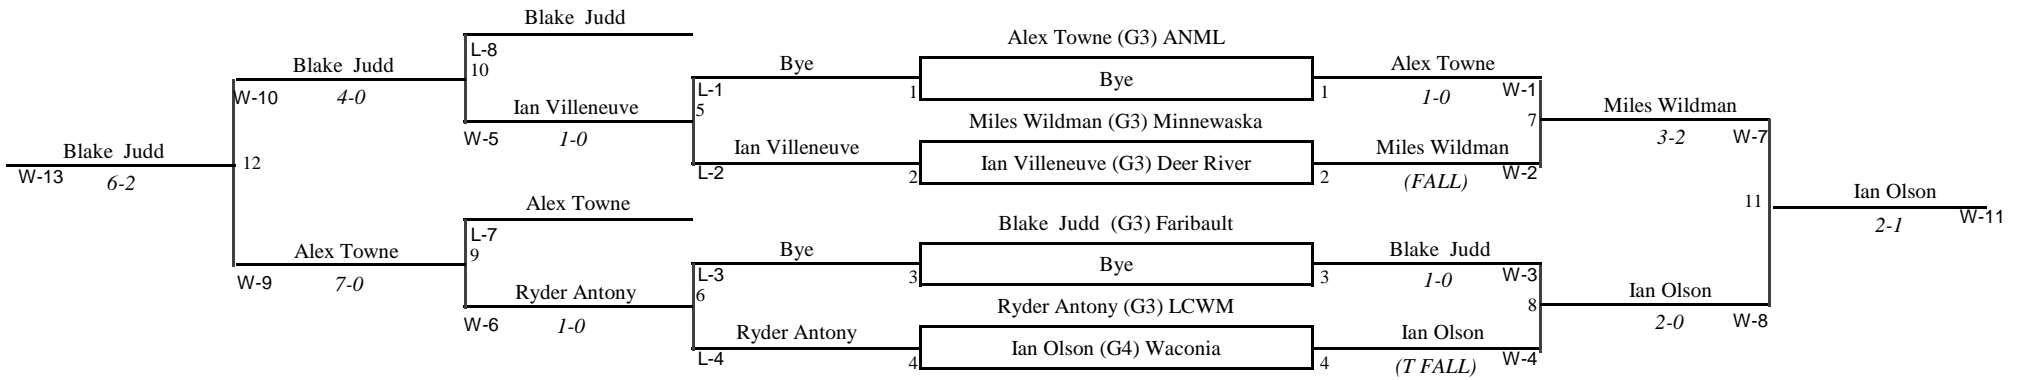 Blake Judd
Alex Towne (G3) ANML
L-8
Blake Judd
Bye
Alex Towne
10
Bye
W-10
4-0
L-1
1
1
1-0
W-1
Ian Villeneuve
5
Miles Wildman
Miles Wildman (G3) Minnewaska
7
W-5
1-0
3-2
W-7
Blake Judd
Ian Villeneuve
Miles Wildman
12
Ian Villeneuve (G3) Deer River
W-13
6-2
L-2
2
2
(FALL)
W-2
Alex Towne
Ian Olson
11
L-7
Blake Judd (G3) Faribault
2-1
W-11
Alex Towne
9
Bye
Blake Judd
Bye
W-9
7-0
L-3
3
3
1-0
W-3
Ryder Antony
6
Ian Olson
Ryder Antony (G3) LCWM
8
W-6
1-0
2-0
W-8
Ryder Antony
Ian Olson
Ian Olson (G4) Waconia
L-4
4
4
(T FALL)
W-4